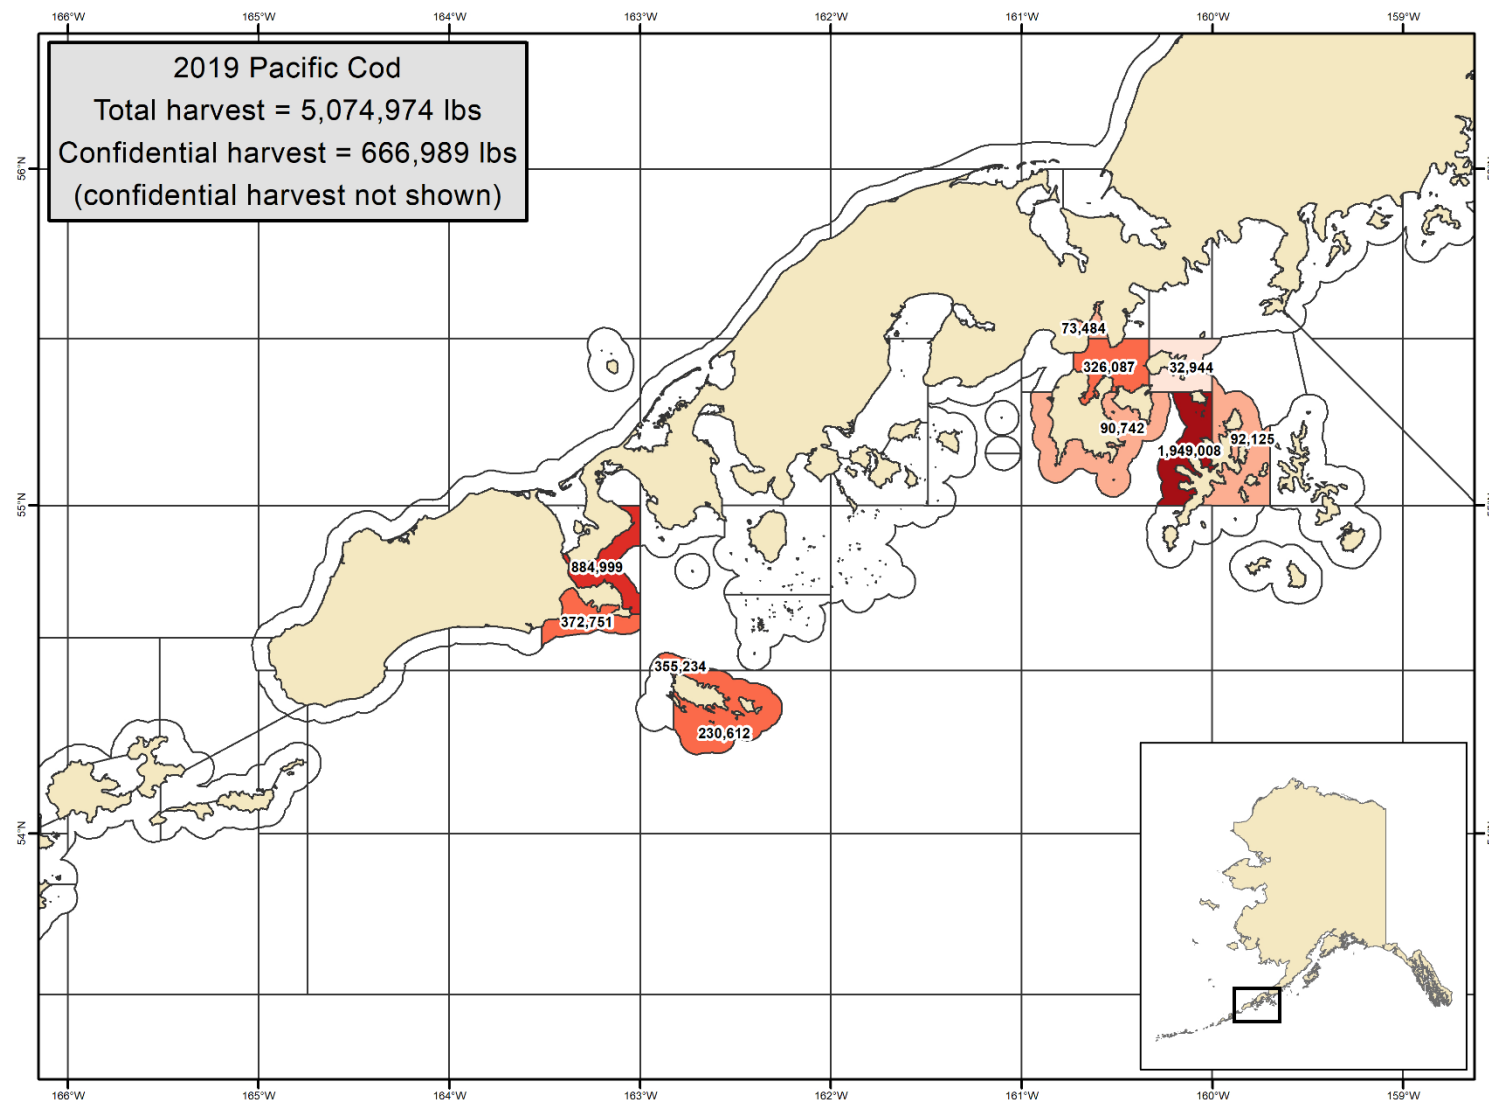 166°W 165°W 164°W 163°W 162°W 161°W 160°W 159°W
2019 Pacific Cod
Total harvest = 5,074,974 lbs
Confidential harvest = 666,989 lbs
(confidential harvest not shown)
56°N
73,484
326,087
32,944
90,742
92,125
1,949,008
55°N
884,999
372,751
355,234
230,612
54°N
166°W 165°W 164°W 163°W 162°W 161°W 160°W 159°W